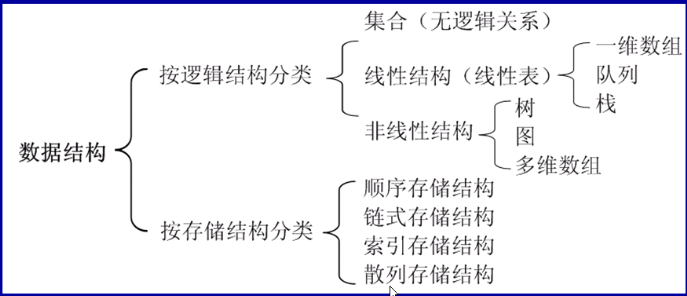 集合（无逻辑关系）
一维数组
按逻辑结构分类
线性结构（线性表）
队列
栈
树
非线性结构
图
数据结构
多维数组
顺序存储结构
链式存储结构
按存储结构分类
索引存储结构
散列存储结构